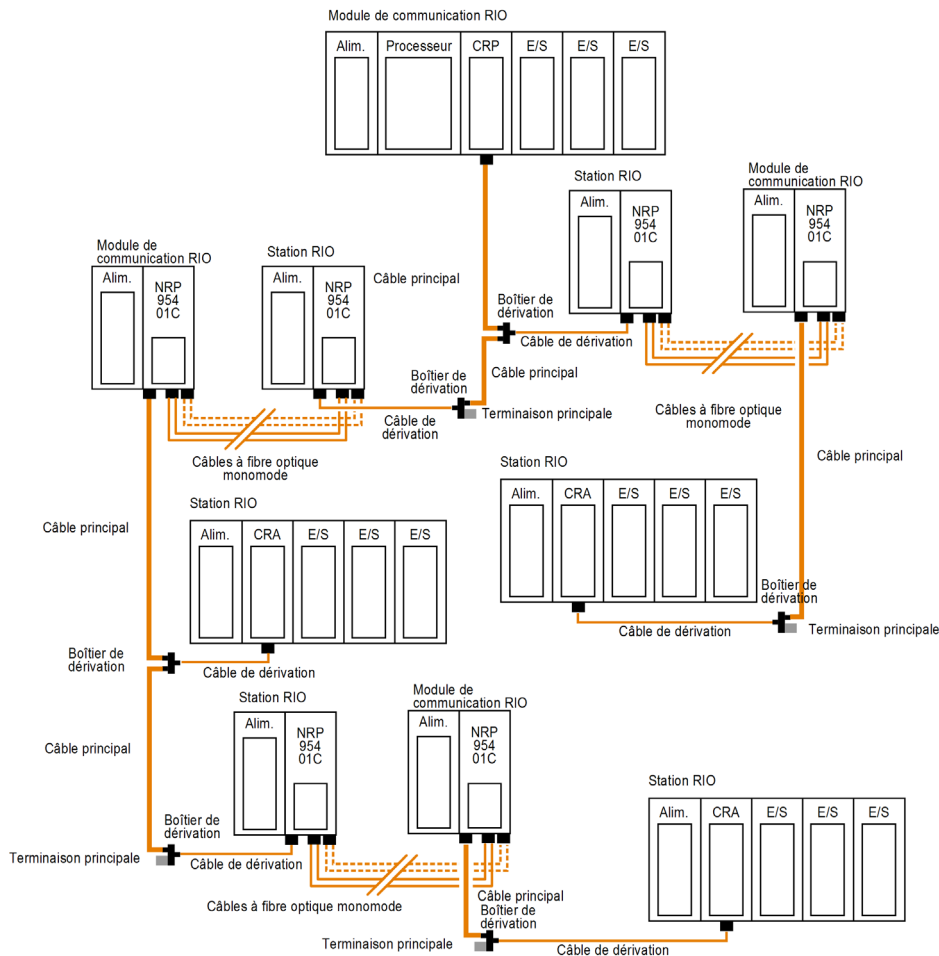 Module de communication RIO
Alim. Processeur CRP E/S E/S E/S
Station RIO
Alim.
NRP
954
01C
Module de
communication RIO
Alim.
NRP
954
01C
Module de
communication RIO
Alim.
NRP
954
01C
Station RIO
Alim.
NRP
954
01C
Câble principal
Boîtier de
dérivation
Câble de dérivation
Câble principal
Boîtier de
dérivation
Terminaison principale
Câble de
dérivation
Câbles à fibre optique
monomode
Câbles à fibre optique
monomode
Câble principal
Station RIO
Alim. CRA E/S E/S E/S
Boîtier de
dérivation
Câble de dérivation
Terminaison principale
Station RIO
Alim. CRA E/S E/S E/S
Câble principal
Boîtier de
dérivation
Câble de dérivation
Câble principal
Station RIO
Alim.
NRP
954
01C
Module de
communication RIO
Alim.
NRP
954
01C
Boîtier de
dérivation
Terminaison principale
Câble de dérivation
Câbles à fibre optique monomode
Câble principal
Boîtier de
dérivation
Terminaison principale
Câble de dérivation
Station RIO
Alim. CRA E/S E/S E/S